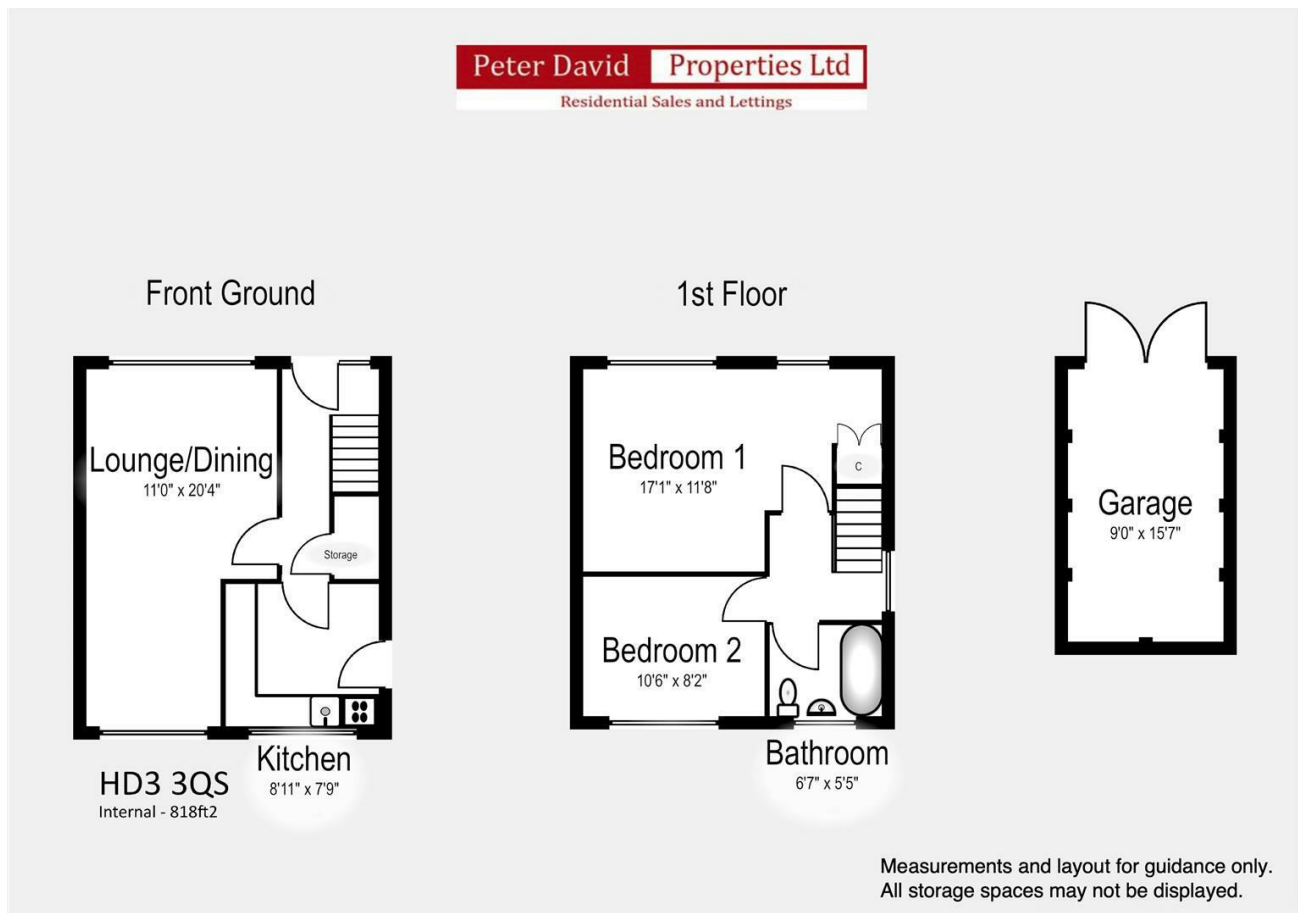 Peter David Properties Ltd
Residential Sales and Lettings
Front Ground
1st Floor
Lounge/Dining
11'0" x 20'4"
Storage
Kitchen
8'11" x 7'9"
HD3 3QS
Internal - 818ft2
Bedroom 1
17'1" x 11'8"
C
Bedroom 2
10'6" x 8'2"
Bathroom
6'7" x 5'5"
Garage
9'0" x 15'7"
Measurements and layout for guidance only.
All storage spaces may not be displayed.